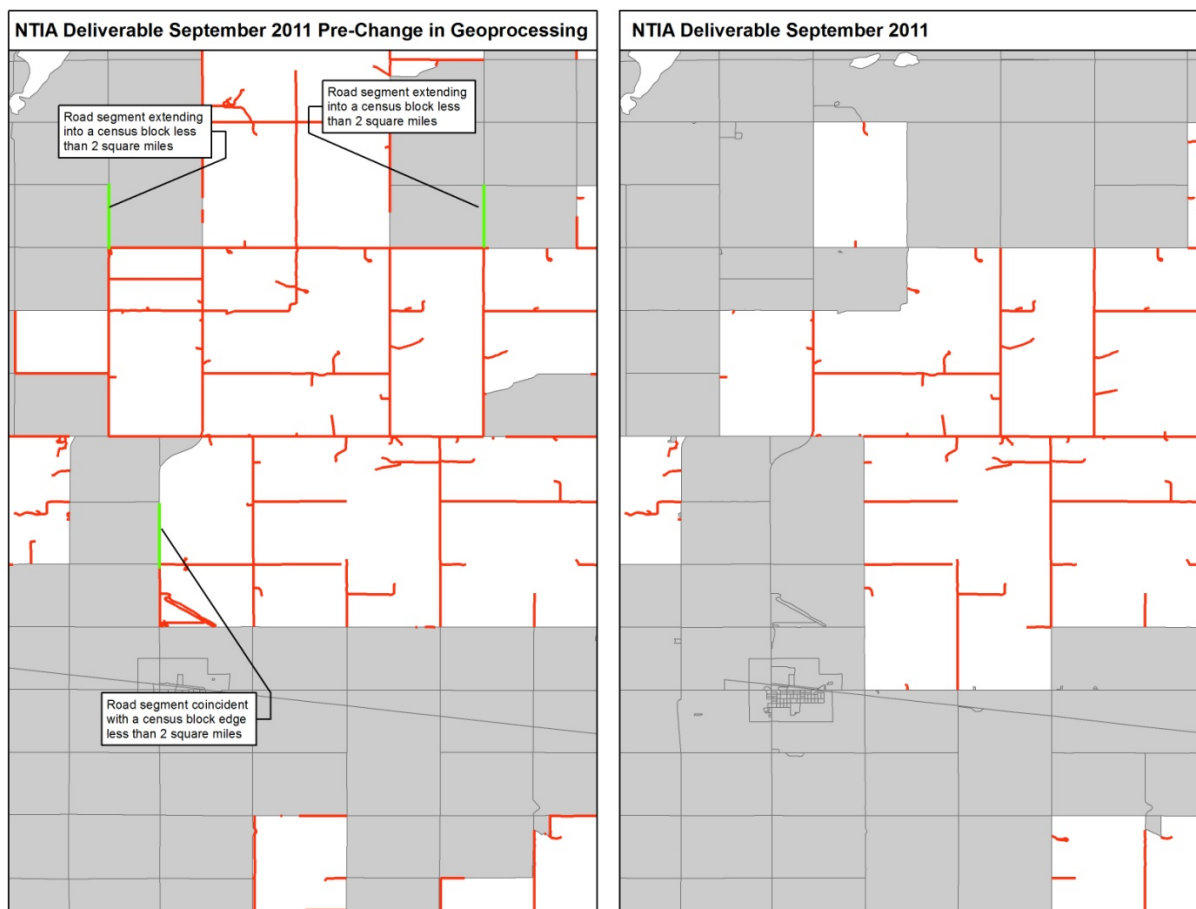 NTIA Deliverable September 2011 Pre-Change in Geoprocessing
Road segment extending
into a census block less
than 2 square miles
Road segment extending
into a census block less
than 2 square miles
Road segment coincident
with a census block edge
less than 2 square miles
NTIA Deliverable September 2011